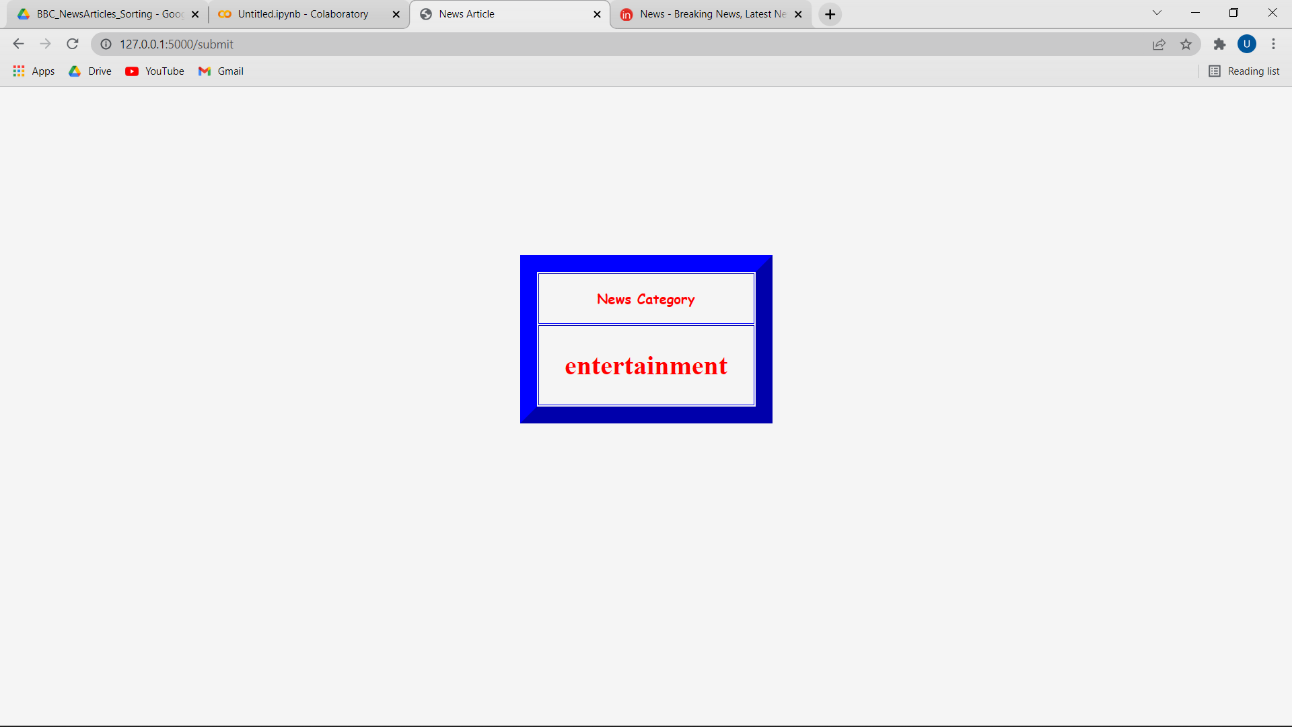 BBC_NewsArticles_Sorting - Goo
Untitled.ipynb - Colaboratory
News Article
in
News - Breaking News, Latest Ne
127.0.0.1:5000/submit
U
Apps
Drive
YouTube
Gmail
Reading list
News Category
entertainment